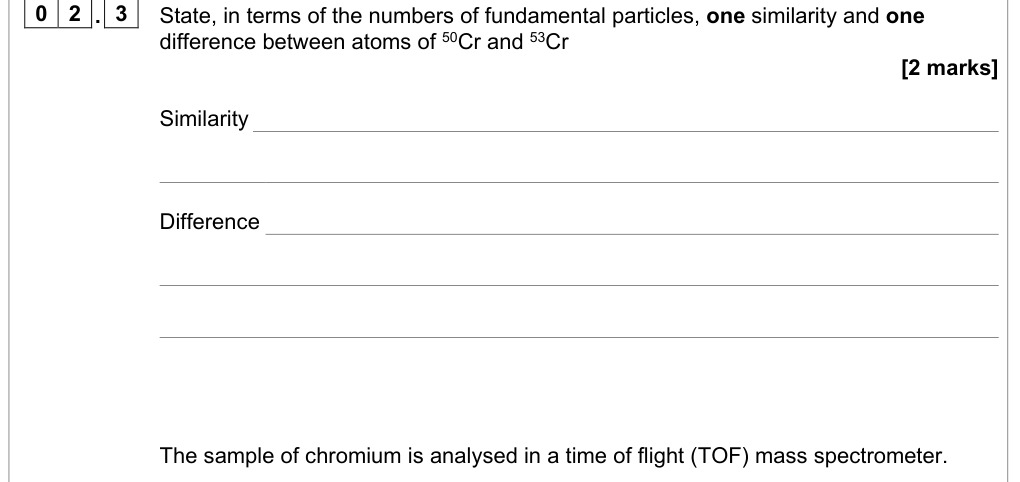 0 2 . 3 State, in terms of the numbers of fundamental particles, one similarity and one
difference between atoms of ⁵⁰Cr and ⁵³Cr
[2 marks]
Similarity
Difference
The sample of chromium is analysed in a time of flight (TOF) mass spectrometer.